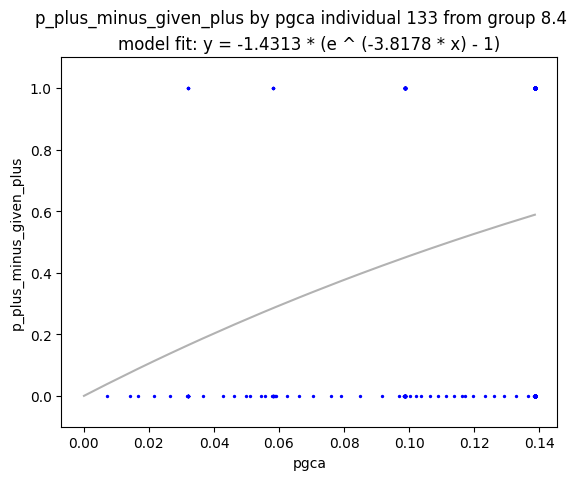 p_plus_minus_given_plus by pgca individual 133 from group 8.4
model fit: y = -1.4313 * (e ^ (-3.8178 * x) - 1)
1.0
0.8
0.6
0.4
0.2
0.0
p_plus_minus_given_plus
0.00 0.02 0.04 0.06 0.08 0.10 0.12 0.14
pgca